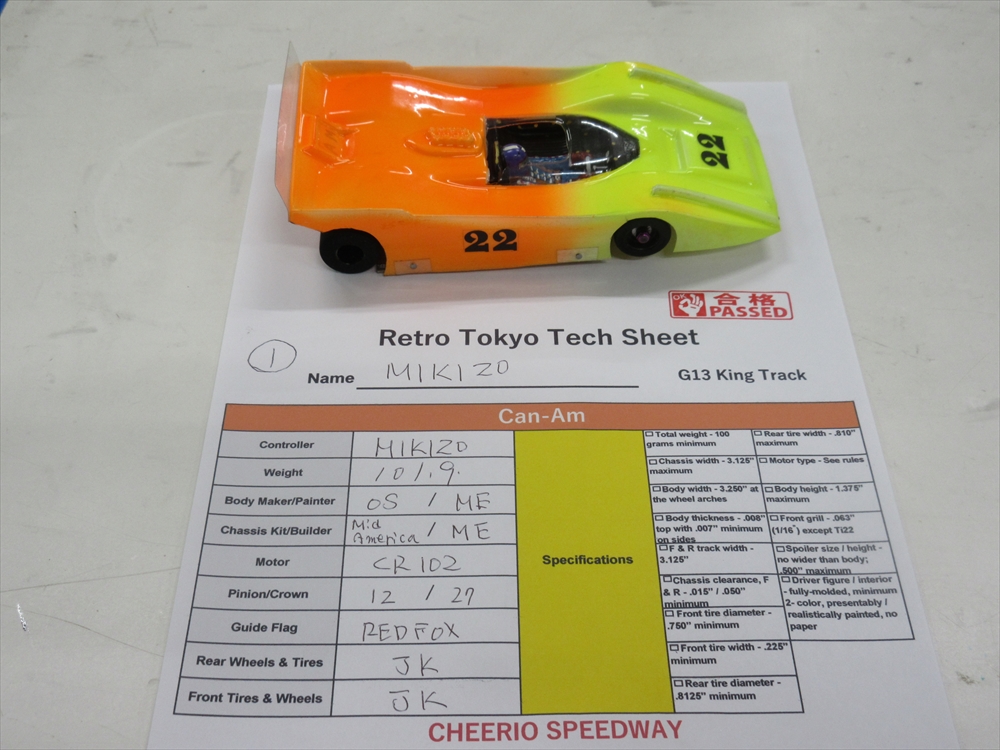 22
22
OK 合格
PASSED
Retro Tokyo Tech Sheet
1
Name MIKIZO
G13 King Track
Can-Am
Controller MIKIZO
Weight 101.9.
Body Maker/Painter OS / ME
Chassis Kit/Builder Mid America / ME
Motor CR102
Pinion/Crown 12 / 27
Guide Flag REDFOX
Rear Wheels & Tires JK
Front Tires & Wheels JK
Specifications
Total weight - 100
grams minimum
Rear tire width - .810"
maximum
Chassis width - 3.125"
maximum
Motor type - See rules
Body width - 3.250" at
the wheel arches
Body height - 1.375"
maximum
Body thickness - .008"
top with .007" minimum
on sides
Front grill - .063"
(1/16") except Ti22
F & R track width -
3.125"
Spoiler size / height -
no wider than body;
.500" maximum
Chassis clearance, F
& R - .015" / .050"
minimum
Driver figure / interior
- fully-molded, minimum
2- color, presentably /
realistically painted, no
paper
Front tire diameter -
.750" minimum
Front tire width - .225"
minimum
Rear tire diameter -
.8125" minimum
CHEERIO SPEEDWAY